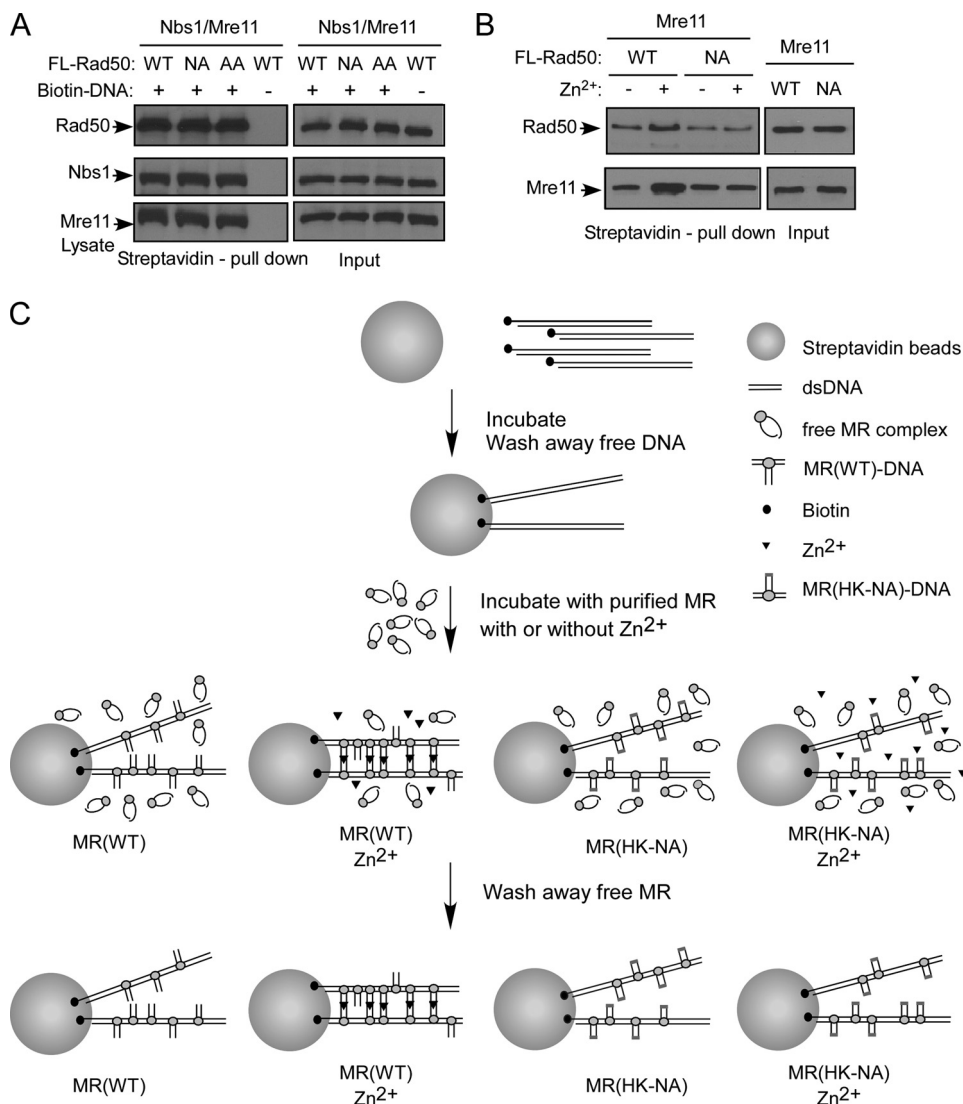 A
Nbs1/Mre11 Nbs1/Mre11
FL-Rad50: WT NA AA WT WT NA AA WT
Biotin-DNA: + + + - + + + -
Rad50
Nbs1
Mre11
Lysate
Streptavidin - pull down Input
B
Mre11
FL-Rad50: WT NA Mre11
Zn2+: - + - + WT NA
Rad50
Mre11
Streptavidin - pull down Input
C
Incubate
Wash away free DNA
Incubate with purified MR
with or without Zn2+
Streptavidin beads
dsDNA
free MR complex
MR(WT)-DNA
Biotin
Zn2+
MR(HK-NA)-DNA
MR(WT) MR(WT) MR(HK-NA) MR(HK-NA)
Zn2+ Zn2+
Wash away free MR
MR(WT) MR(WT) MR(HK-NA) MR(HK-NA)
Zn2+ Zn2+